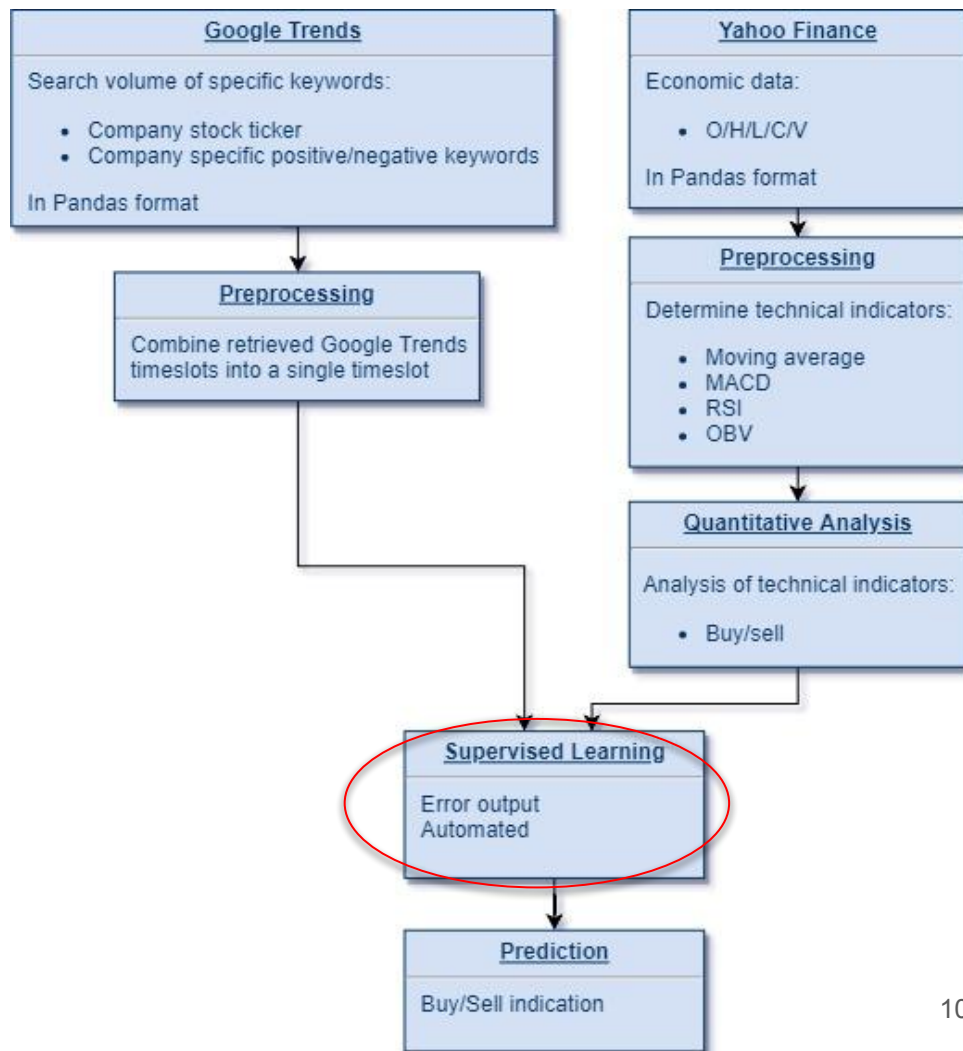 Google Trends
Search volume of specific keywords:
• Company stock ticker
• Company specific positive/negative keywords
In Pandas format
Yahoo Finance
Economic data:
• O/H/L/C/V
In Pandas format
Preprocessing
Combine retrieved Google Trends
timeslots into a single timeslot
Preprocessing
Determine technical indicators:
• Moving average
• MACD
• RSI
• OBV
Quantitative Analysis
Analysis of technical indicators:
• Buy/sell
Supervised Learning
Error output
Automated
Prediction
Buy/Sell indication
10